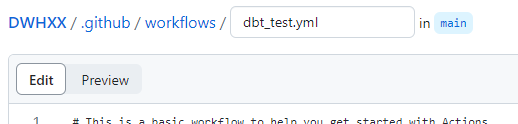 DWHXX / .github / workflows / dbt_test.yml in main
Edit Preview
1 # This is a basic workflow to help you get started with Actions